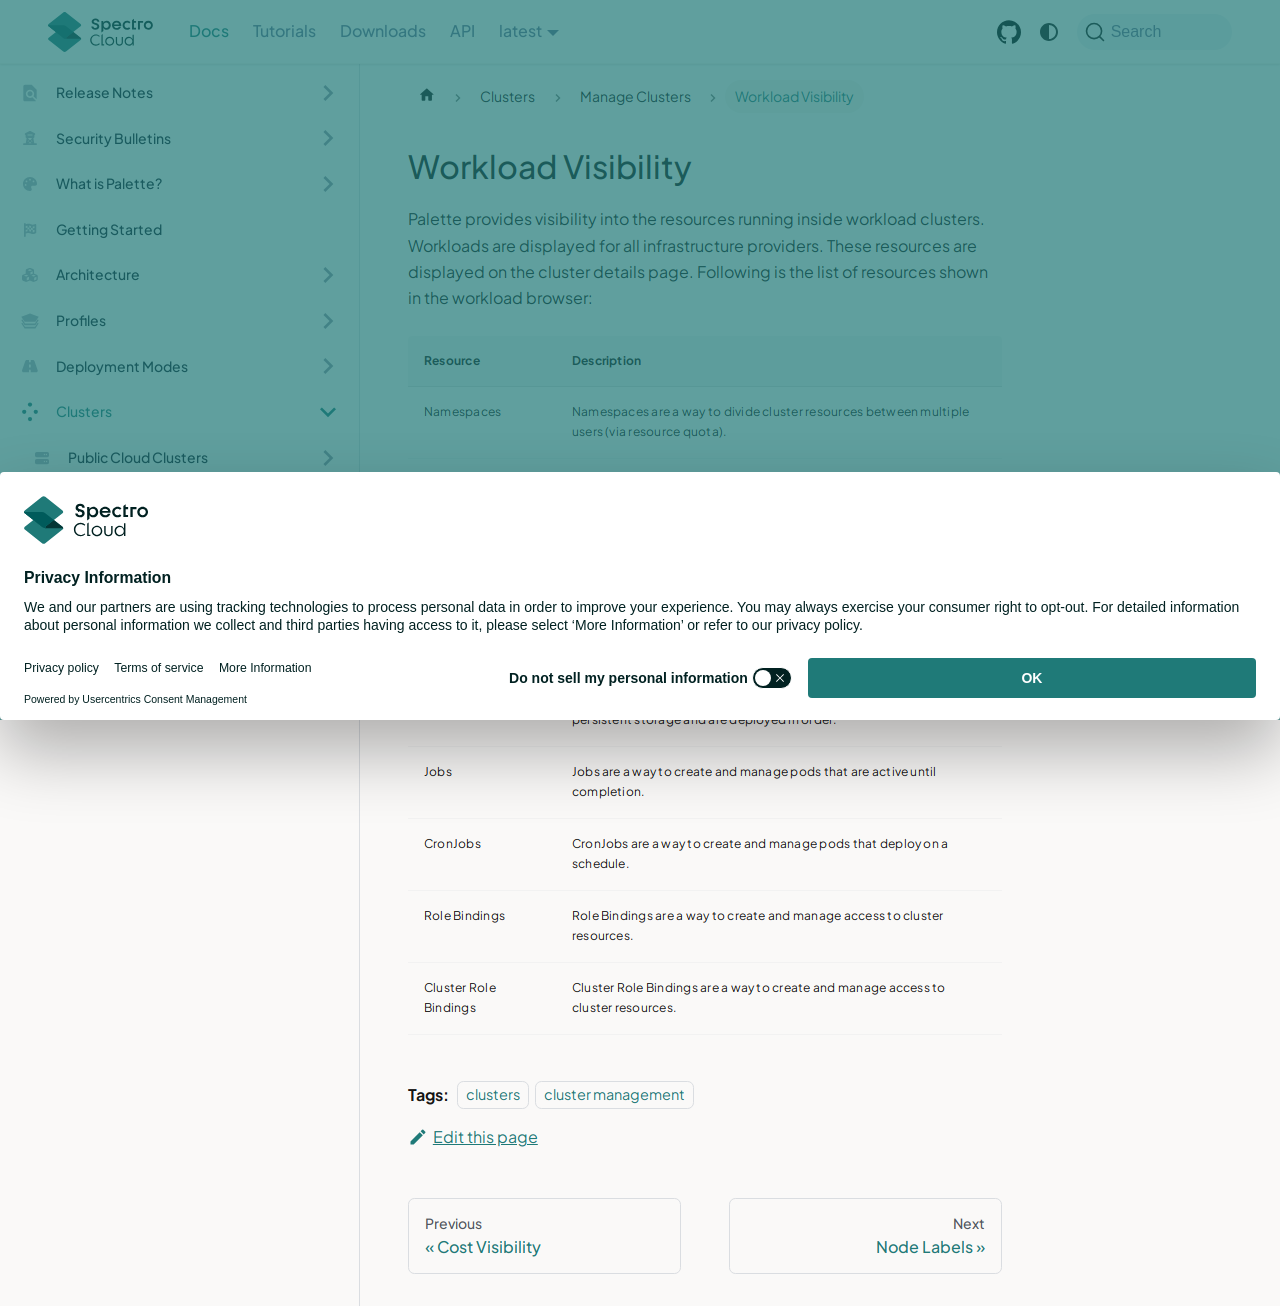 Spectro
Cloud
Docs
Tutorials
Downloads
API
latest
Search
Release Notes
Security Bulletins
What is Palette?
Getting Started
Architecture
Profiles
Deployment Modes
Clusters
Public Cloud Clusters
Clusters
Manage Clusters
Workload Visibility
Workload Visibility
Palette provides visibility into the resources running inside workload clusters.
Workloads are displayed for all infrastructure providers. These resources are
displayed on the cluster details page. Following is the list of resources shown
in the workload browser:
Resource
Description
Namespaces
Namespaces are a way to divide cluster resources between multiple
users (via resource quota).
Spectro
Cloud
Privacy Information
We and our partners are using tracking technologies to process personal data in order to improve your experience. You may always exercise your consumer right to opt-out. For detailed information
about personal information we collect and third parties having access to it, please select ‘More Information’ or refer to our privacy policy.
Privacy policy
Terms of service
More Information
Powered by Usercentrics Consent Management
Do not sell my personal information
OK
persistent storage and are deployed in order.
Jobs
Jobs are a way to create and manage pods that are active until
completion.
CronJobs
CronJobs are a way to create and manage pods that deploy on a
schedule.
Role Bindings
Role Bindings are a way to create and manage access to cluster
resources.
Cluster Role
Bindings
Cluster Role Bindings are a way to create and manage access to
cluster resources.
Tags:
clusters
cluster management
Edit this page
Previous
« Cost Visibility
Next
Node Labels »